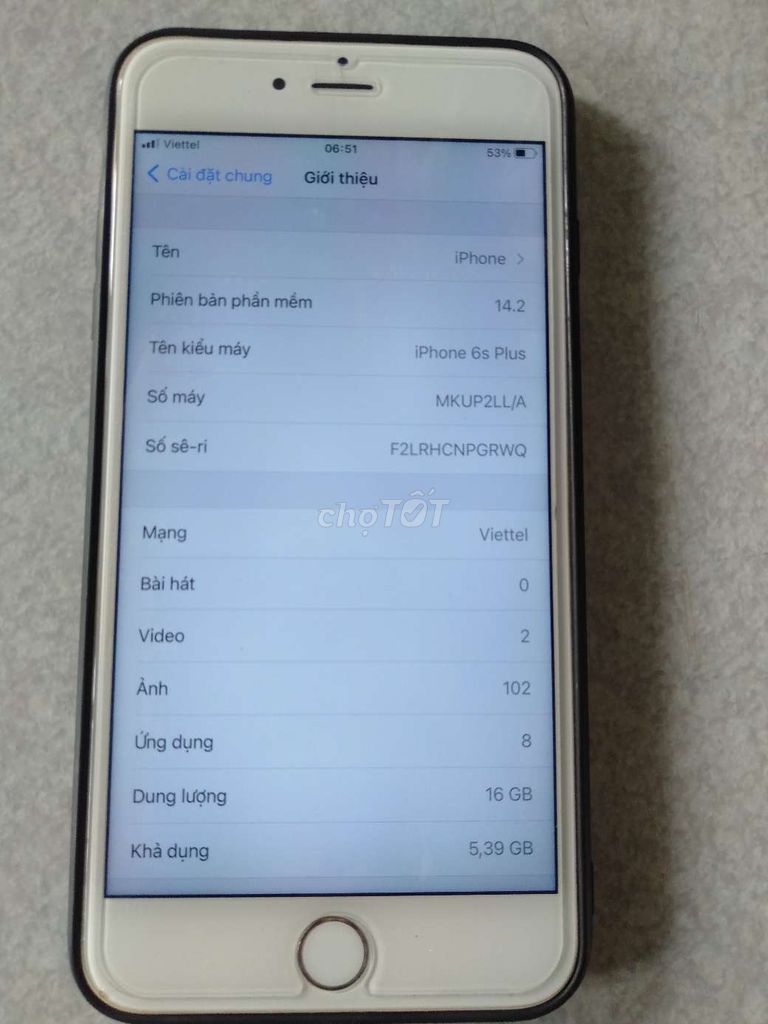 Viettel 06:51 53%
Cài đặt chung Giới thiệu
Tên iPhone
Phiên bản phần mềm 14.2
Tên kiểu máy iPhone 6s Plus
Số máy MKUP2LL/A
Số sê-ri F2LRHCNPGRWQ
chợTỐT
Mạng Viettel
Bài hát 0
Video 2
Ảnh 102
Ứng dụng 8
Dung lượng 16 GB
Khả dụng 5,39 GB